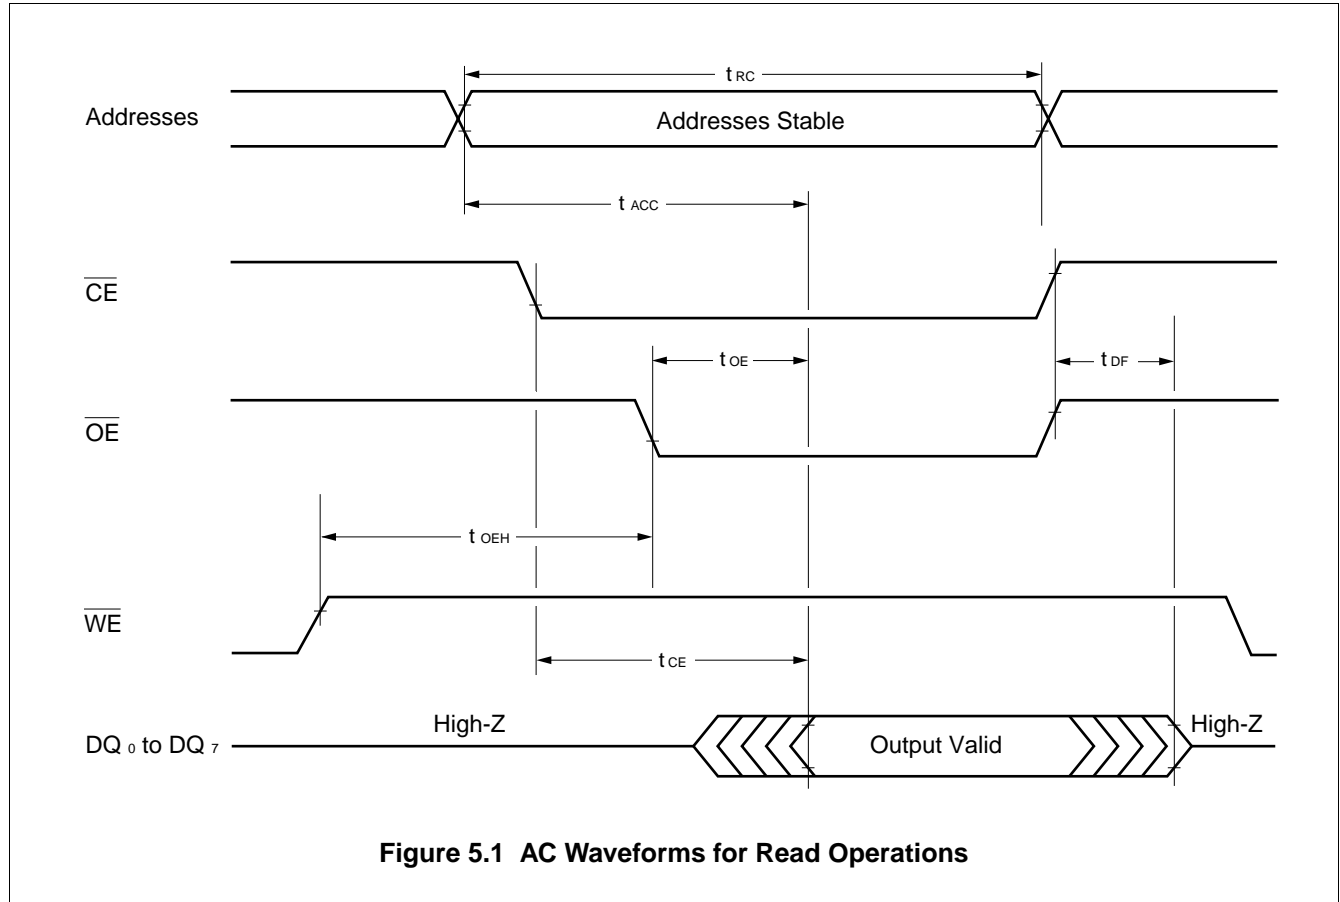 t RC
Addresses
Addresses Stable
t ACC
CE
t OE
t DF
OE
t OEH
WE
t CE
High-Z
High-Z
DQ 0 to DQ 7
Output Valid
Figure 5.1 AC Waveforms for Read Operations